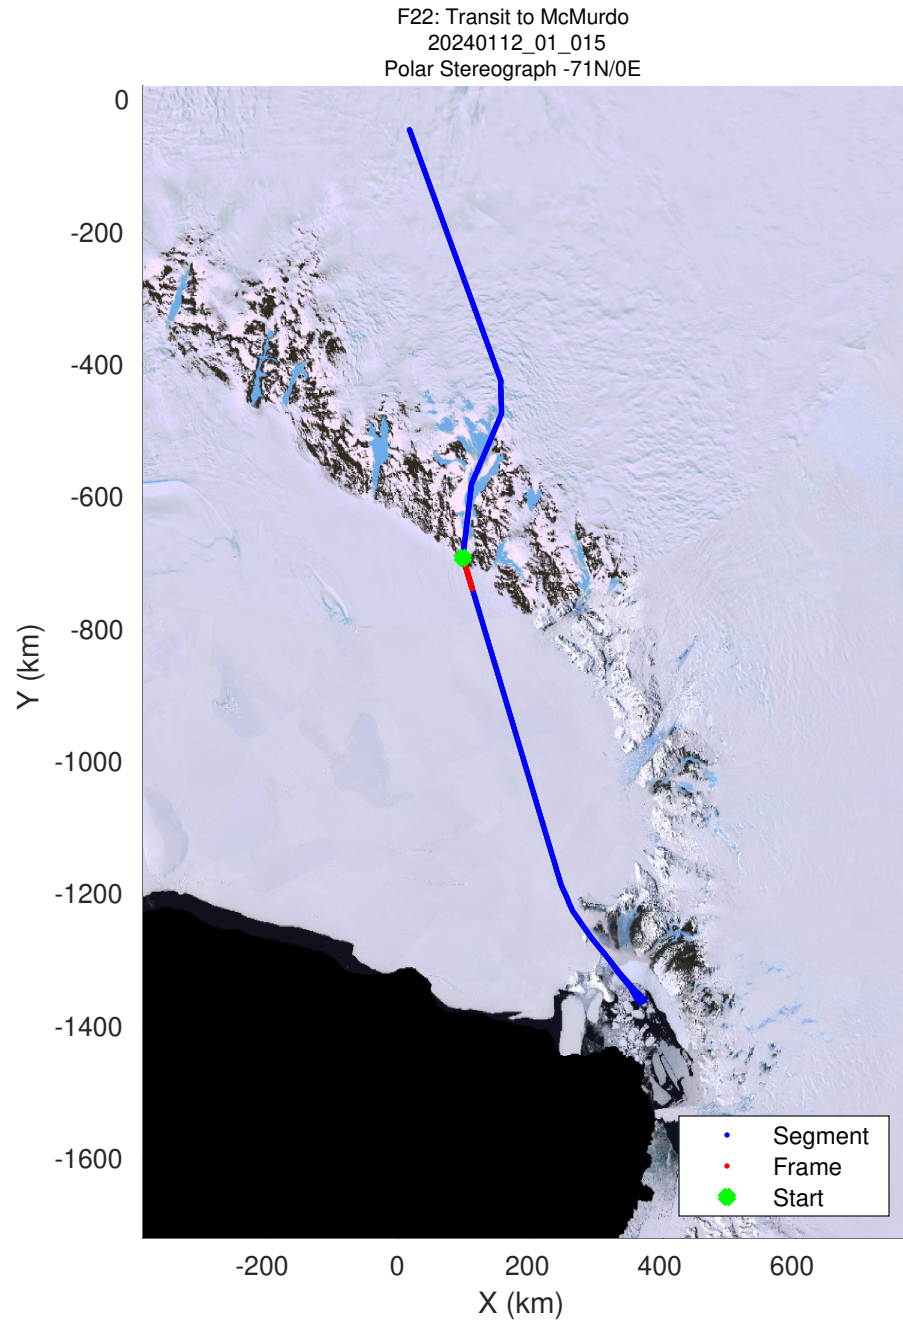 F22: Transit to McMurdo
20240112_01_015
Polar Stereograph -71N/0E
0
-200
-400
-600
-800
-1000
-1200
-1400
-1600
Y (km)
Segment
Frame
Start
-200
0
200
400
600
X (km)